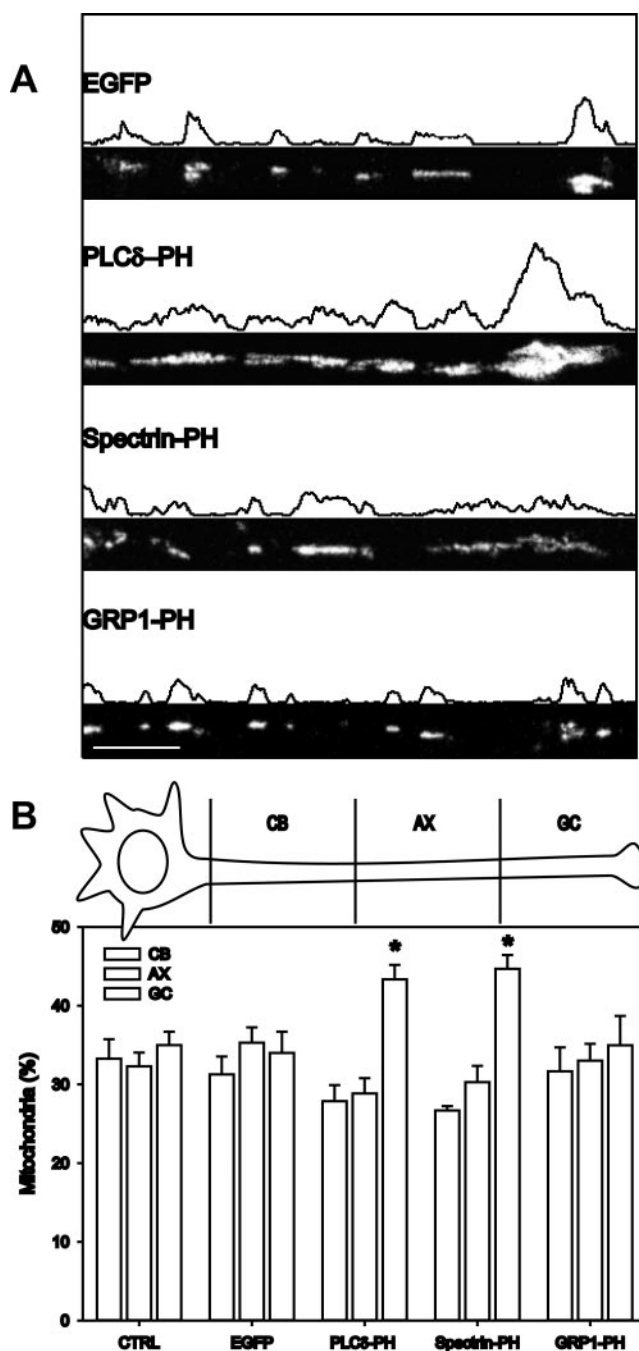 A
EGFP
PLCδ–PH
Spectrin-PH
GRP1-PH
B
CB AX GC
50
40
30
20
10
0
Mitochondria (%)
CB
AX
GC
*
*
CTRL EGFP PLCδ-PH Spectrin-PH GRP1-PH